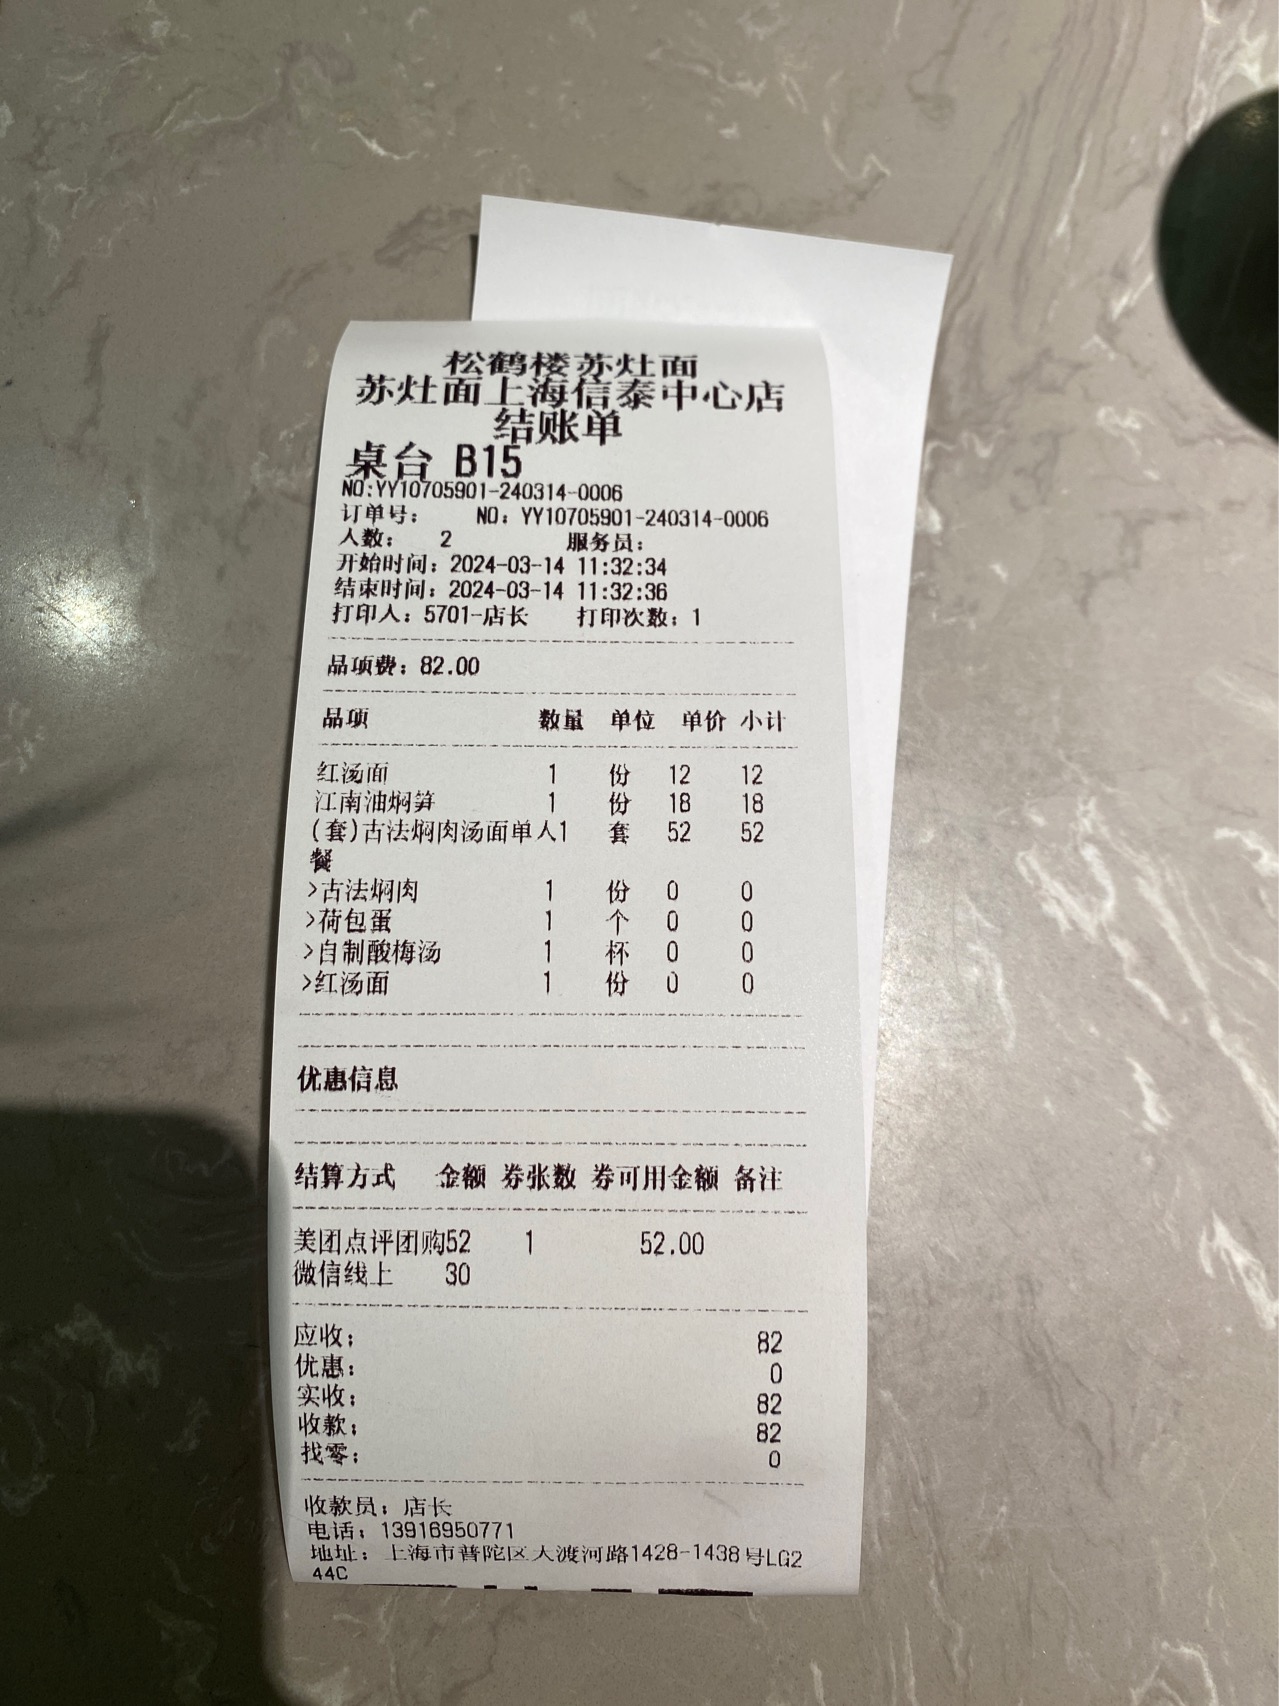 松鹤楼苏灶面
苏灶面上海信泰中心店
结账单
桌台 B15
NO:YY10705901-240314-0006
订单号： NO：YY10705901-240314-0006
人数： 2 服务员：
开始时间：2024-03-14 11:32:34
结束时间：2024-03-14 11:32:36
打印人：5701-店长 打印次数：1
品项费：82.00
品项 数量 单位 单价 小计
红汤面 1 份 12 12
江南油焖笋 1 份 18 18
(套)古法焖肉汤面单人1 套 52 52
餐
>古法焖肉 1 份 0 0
>荷包蛋 1 个 0 0
>自制酸梅汤 1 杯 0 0
>红汤面 1 份 0 0
优惠信息
结算方式 金额 券张数 券可用金额 备注
美团点评团购52 1 52.00
微信线上 30
应收： 82
优惠： 0
实收： 82
收款： 82
找零： 0
收款员：店长
电话：13916950771
地址：上海市普陀区大渡河路1428-1438号LG2
44C